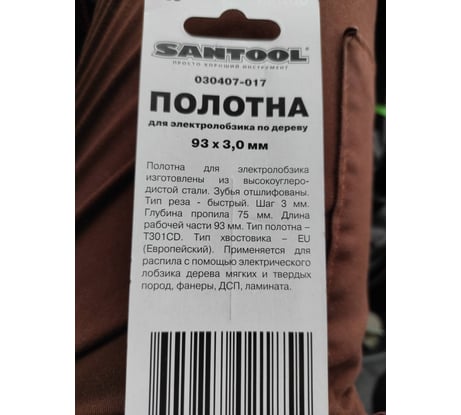 SANTOOL
ПРОСТО ХОРОШИЙ ИНСТРУМЕНТ
030407-017
ПОЛОТНА
для электролобзика по дереву
93 х 3,0 мм
Полотна для электролобзика
изготовлены из высокоуглеро-
дистой стали. Зубья отшлифованы.
Тип реза - быстрый. Шаг 3 мм.
Глубина пропила 75 мм. Длина
рабочей части 93 мм. Тип полотна –
T301CD. Тип хвостовика – EU
(Европейский). Применяется для
распила с помощью электрического
лобзика дерева мягких и твердых
пород, фанеры, ДСП, ламината.